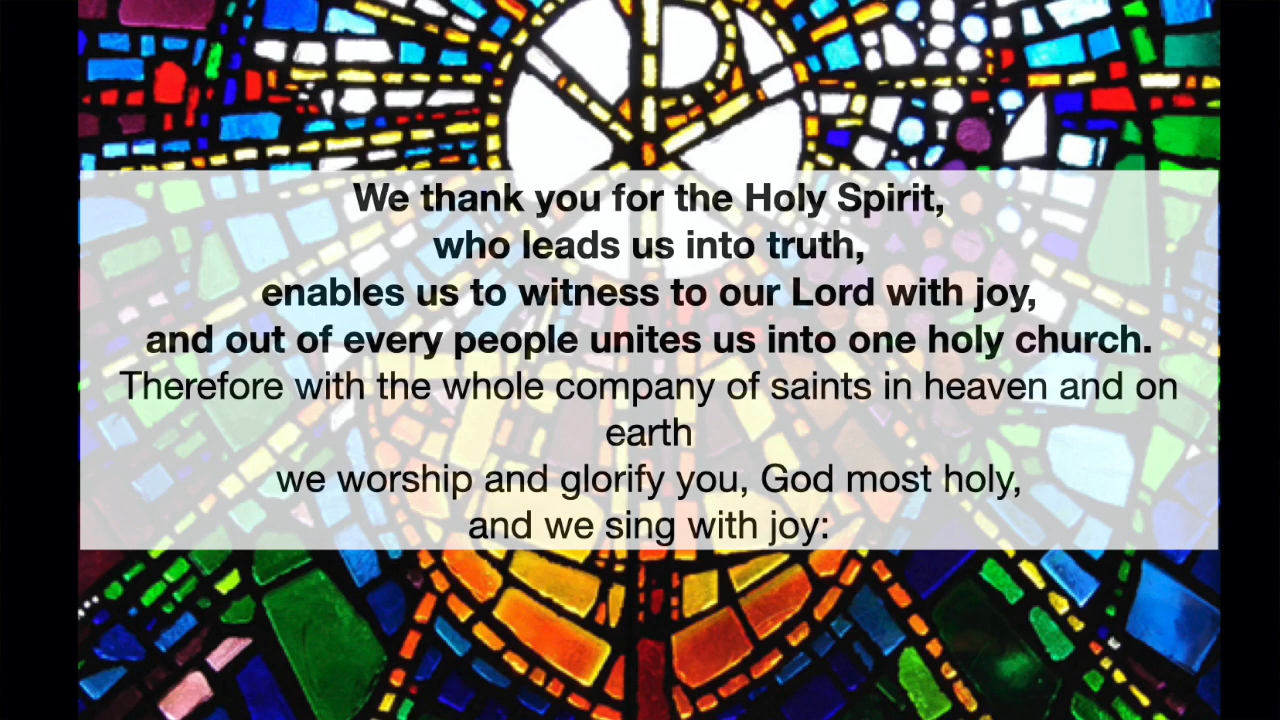 We thank you for the Holy Spirit,
who leads us into truth,
enables us to witness to our Lord with joy,
and out of every people unites us into one holy church.
Therefore with the whole company of saints in heaven and on
earth
we worship and glorify you, God most holy,
and we sing with joy: